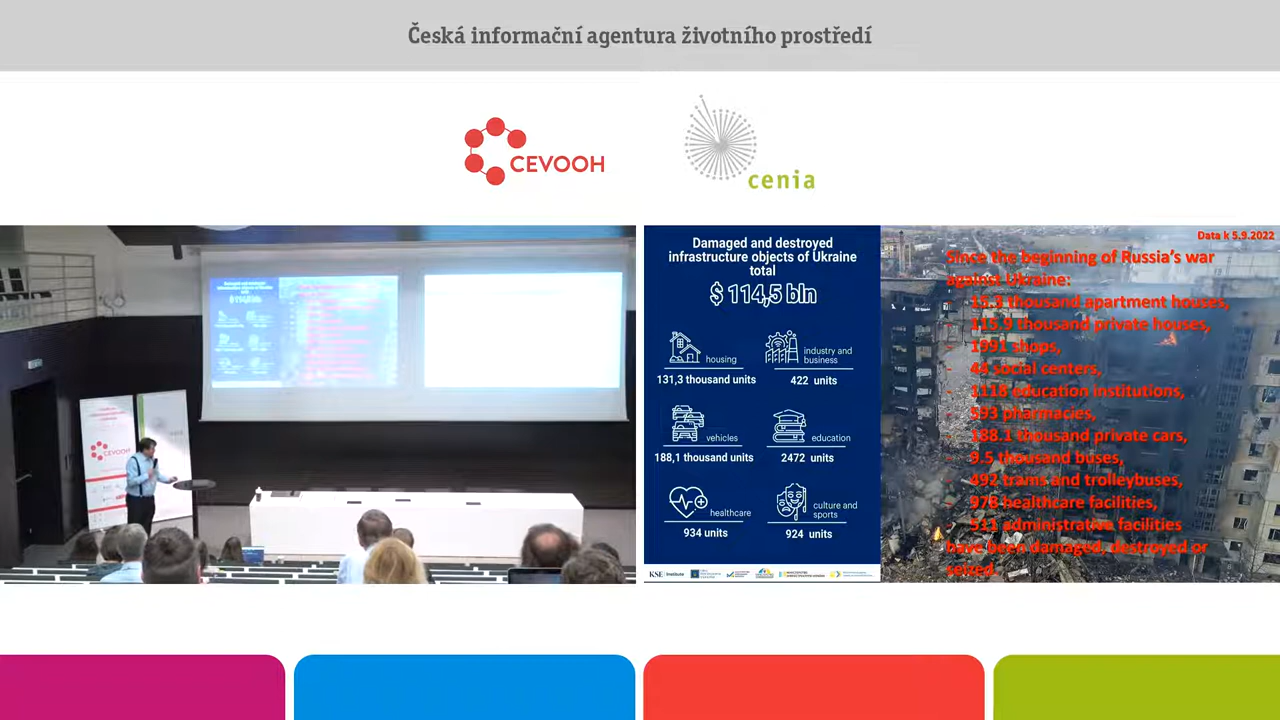 Česká informační agentura životního prostředí
CEVOOH
cenia
CEVOOH
Damaged and destroyed
infrastructure objects of Ukraine
total
$ 114,5 bln
housing
131,3 thousand units
industry and
business
422 units
vehicles
188,1 thousand units
education
2472 units
healthcare
934 units
culture and
sports
924 units
KSE Institute
Data k 5.9.2022
Since the beginning of Russia's war
against Ukraine:
- 15.3 thousand apartment houses,
- 115.9 thousand private houses,
- 1991 shops,
- 44 social centers,
- 1118 education institutions,
- 593 pharmacies,
- 188.1 thousand private cars,
- 9.5 thousand buses,
- 492 trams and trolleybuses,
- 978 healthcare facilities,
- 511 administrative facilities
have been damaged, destroyed or
seized.